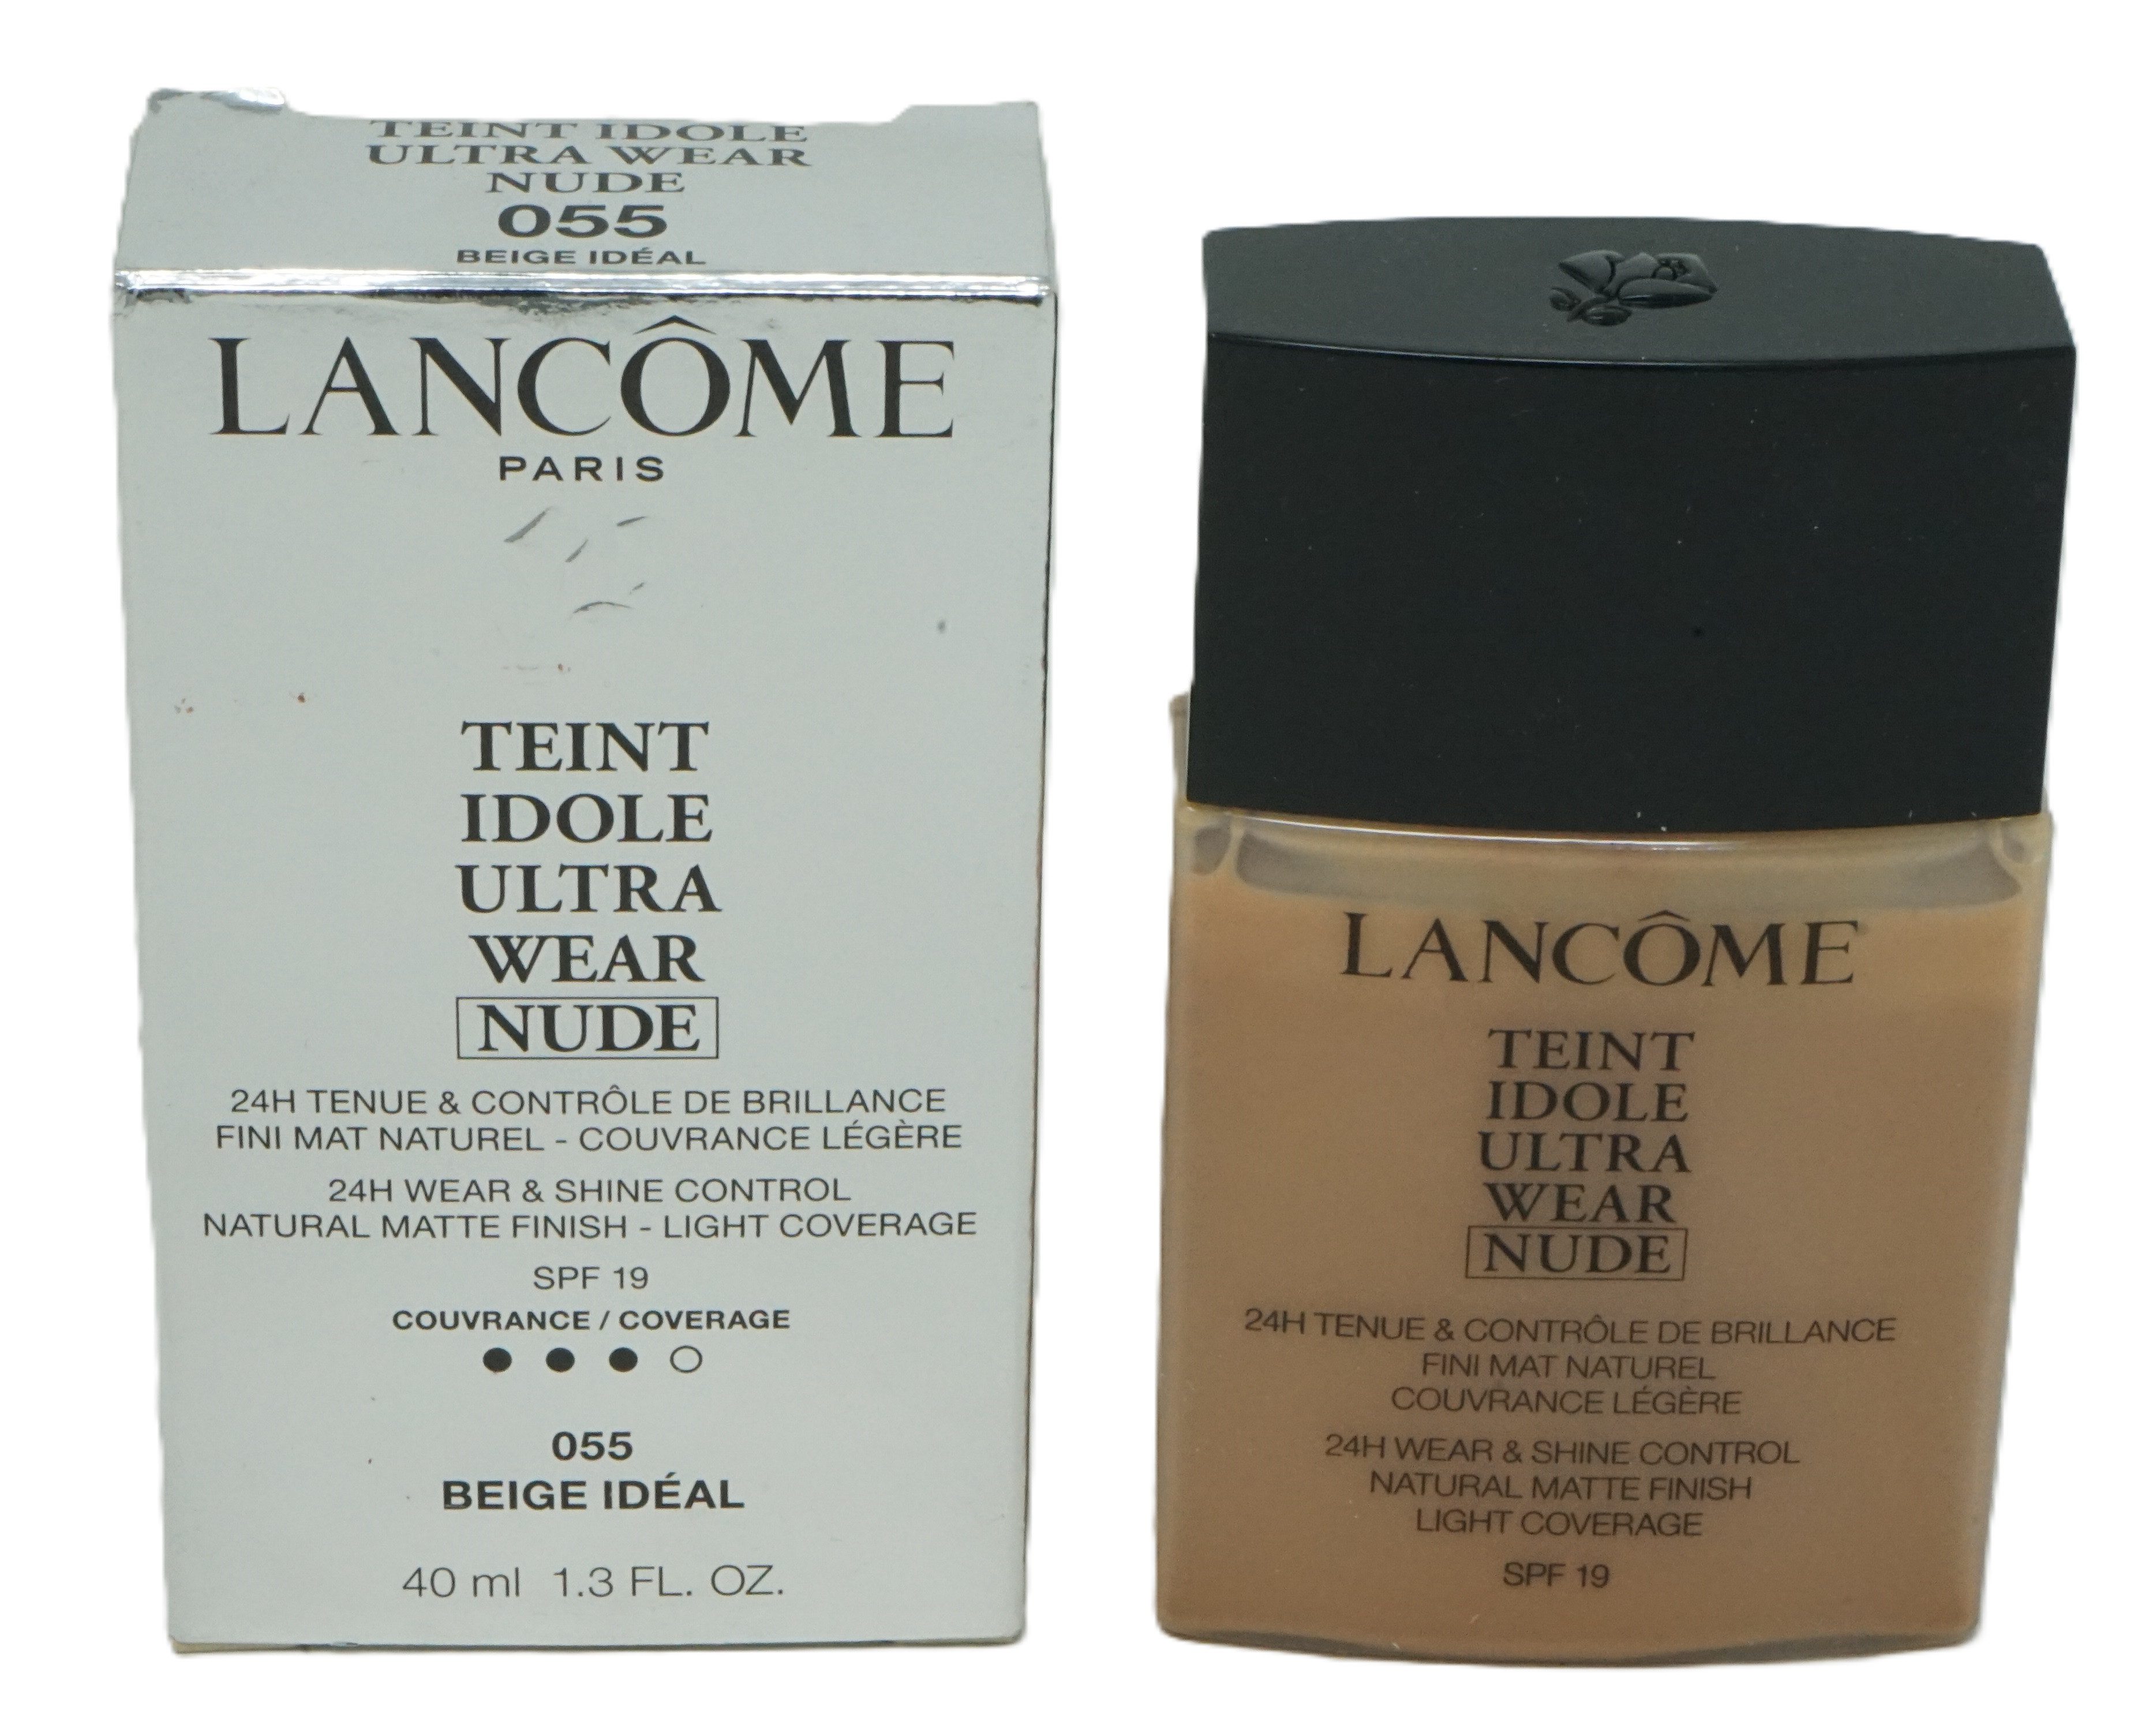 TEINT IDOLE
ULTRA WEAR
NUDE
055
BEIGE IDÉAL
LANCÔME
PARIS
TEINT
IDOLE
ULTRA
WEAR
NUDE
24H TENUE & CONTRÔLE DE BRILLANCE
FINI MAT NATUREL - COUVRANCE LÉGÈRE
24H WEAR & SHINE CONTROL
NATURAL MATTE FINISH - LIGHT COVERAGE
SPF 19
COUVRANCE / COVERAGE
055
BEIGE IDÉAL
40 ml 1.3 FL. OZ.
LANCÔME
TEINT
IDOLE
ULTRA
WEAR
NUDE
24H TENUE & CONTRÔLE DE BRILLANCE
FINI MAT NATUREL
COUVRANCE LÉGÈRE
24H WEAR & SHINE CONTROL
NATURAL MATTE FINISH
LIGHT COVERAGE
SPF 19